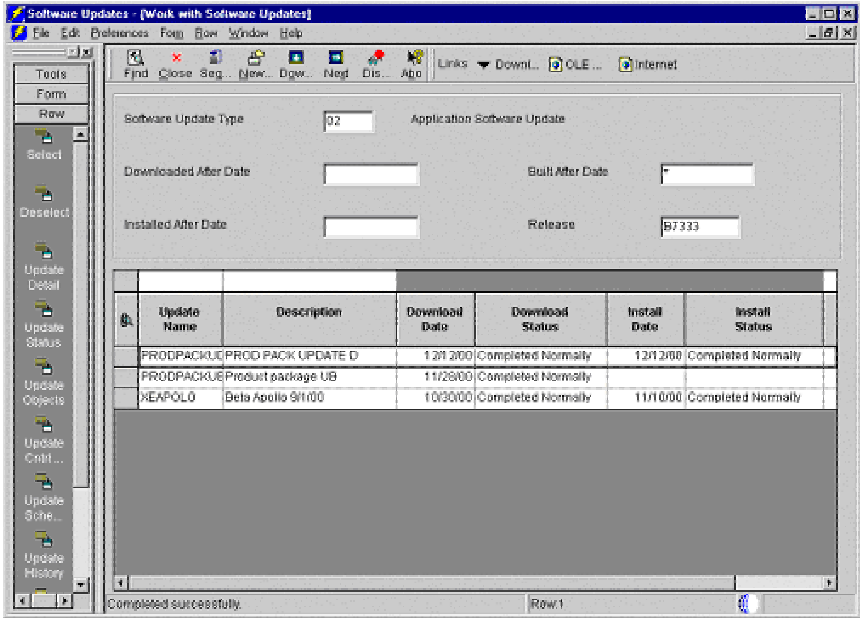 Software Updates - [Work with Software Updates]
File Edit Preferences Form Row Window Help
Find Close Seq... New... Dow... Next Dis... Abo Links Downl... OLE ... Internet
Tools
Form
Row
Select
Deselect
Update Detail
Update Status
Update Objects
Update Cntrl...
Update Sche...
Update History
Software Update Type 02 Application Software Update
Downloaded After Date Built After Date *
Installed After Date Release B7333
Update Name Description Download Date Download Status Install Date Install Status
PRODPACKUD PROD PACK UPDATE D 12/12/00 Completed Normally 12/12/00 Completed Normally
PRODPACKUE Product package UB 11/28/00 Completed Normally
XEAPOLO Beta Apollo 9/1/00 10/30/00 Completed Normally 11/10/00 Completed Normally
Completed successfully. Row:1